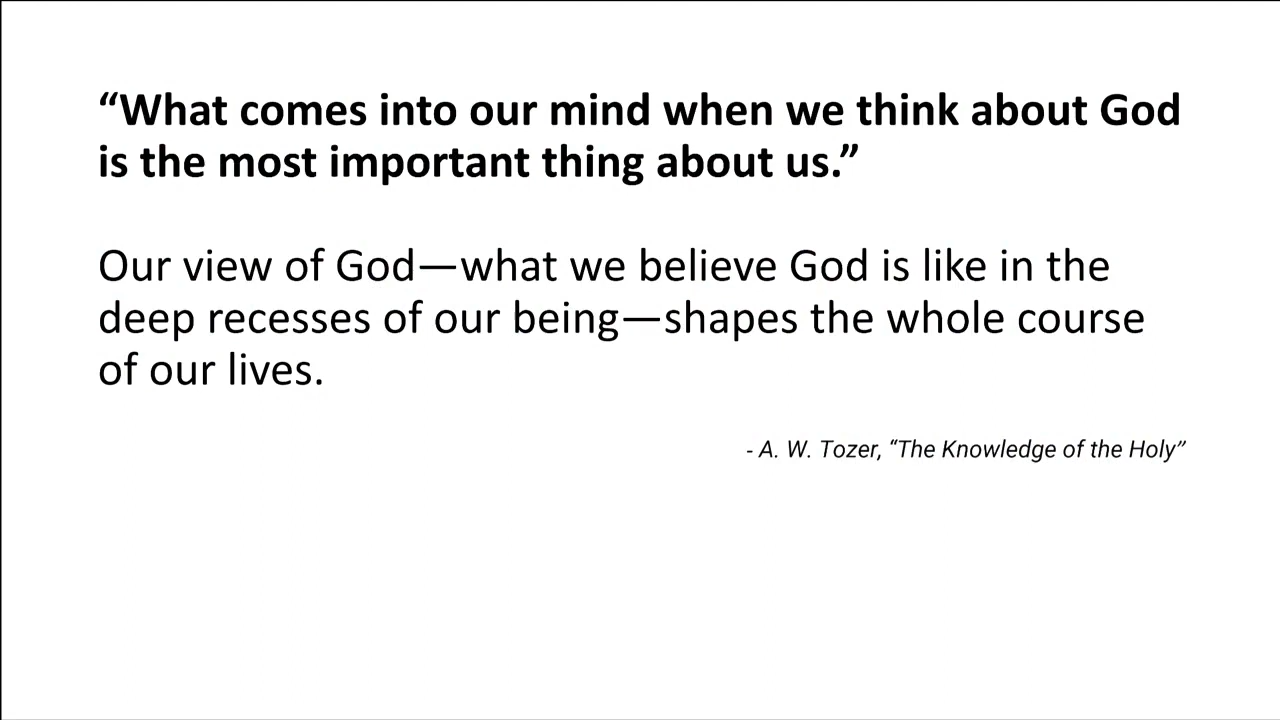 “What comes into our mind when we think about God
is the most important thing about us.”
Our view of God—what we believe God is like in the
deep recesses of our being—shapes the whole course
of our lives.
- A. W. Tozer, “The Knowledge of the Holy”